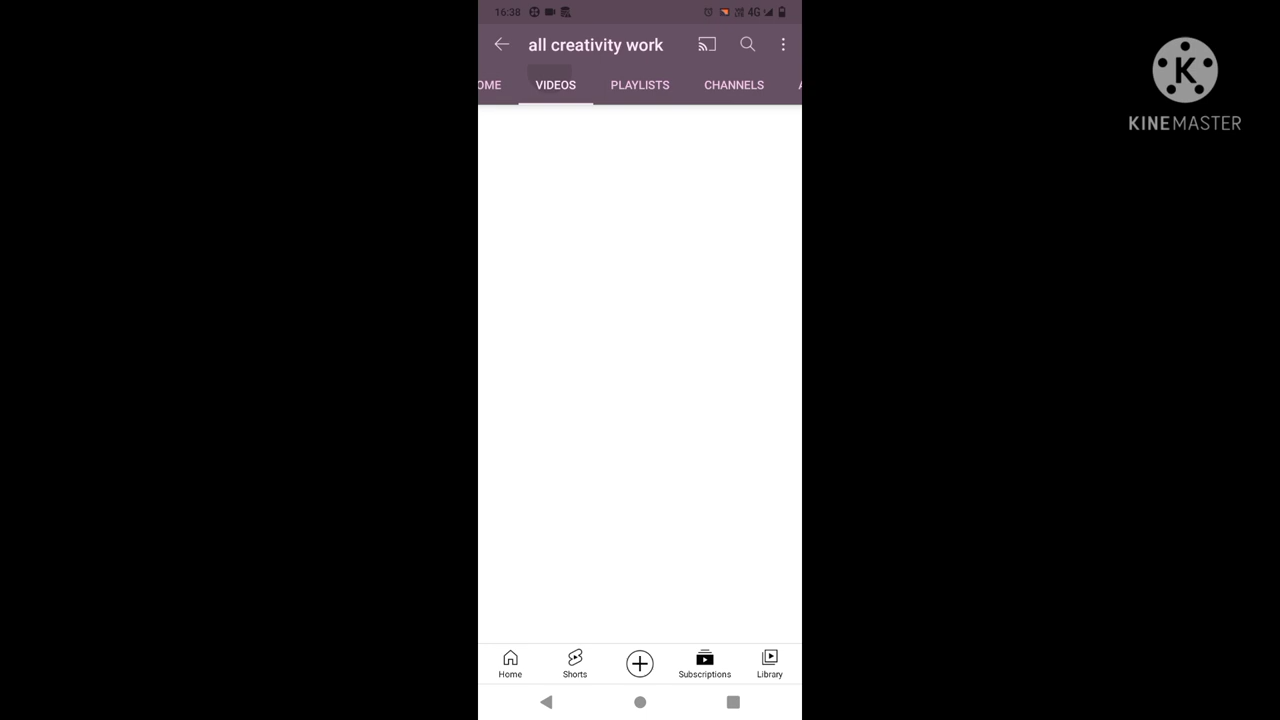 16:38 4G
all creativity work
OME VIDEOS PLAYLISTS CHANNELS
K
KINEMASTER
Home Shorts Subscriptions Library